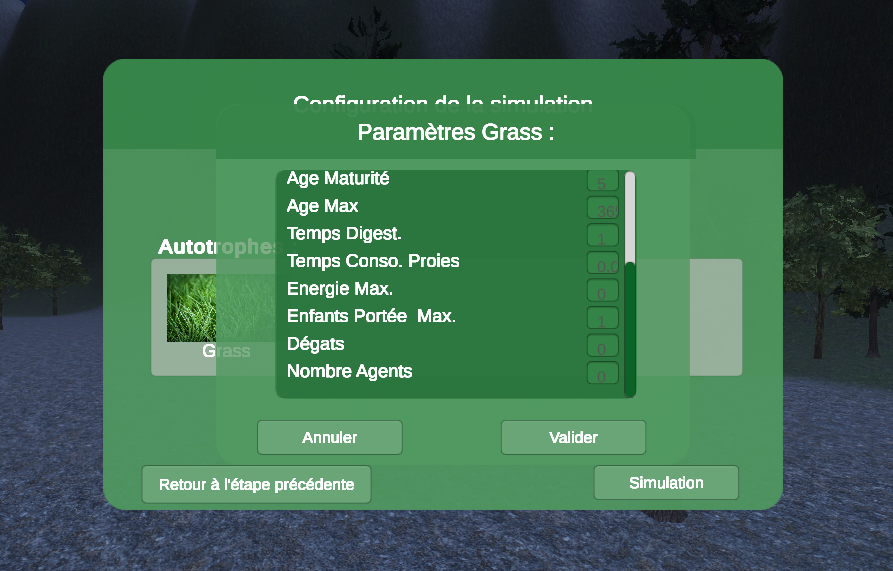 Configuration de la simulation
Paramètres Grass :
Age Maturité 5
Age Max 36
Temps Digest. 1
Temps Conso. Proies 0.0
Energie Max. 0
Enfants Portée Max. 1
Dégats 0
Nombre Agents 0
Autotrophes
Grass
Annuler
Valider
Retour à l'étape précédente
Simulation